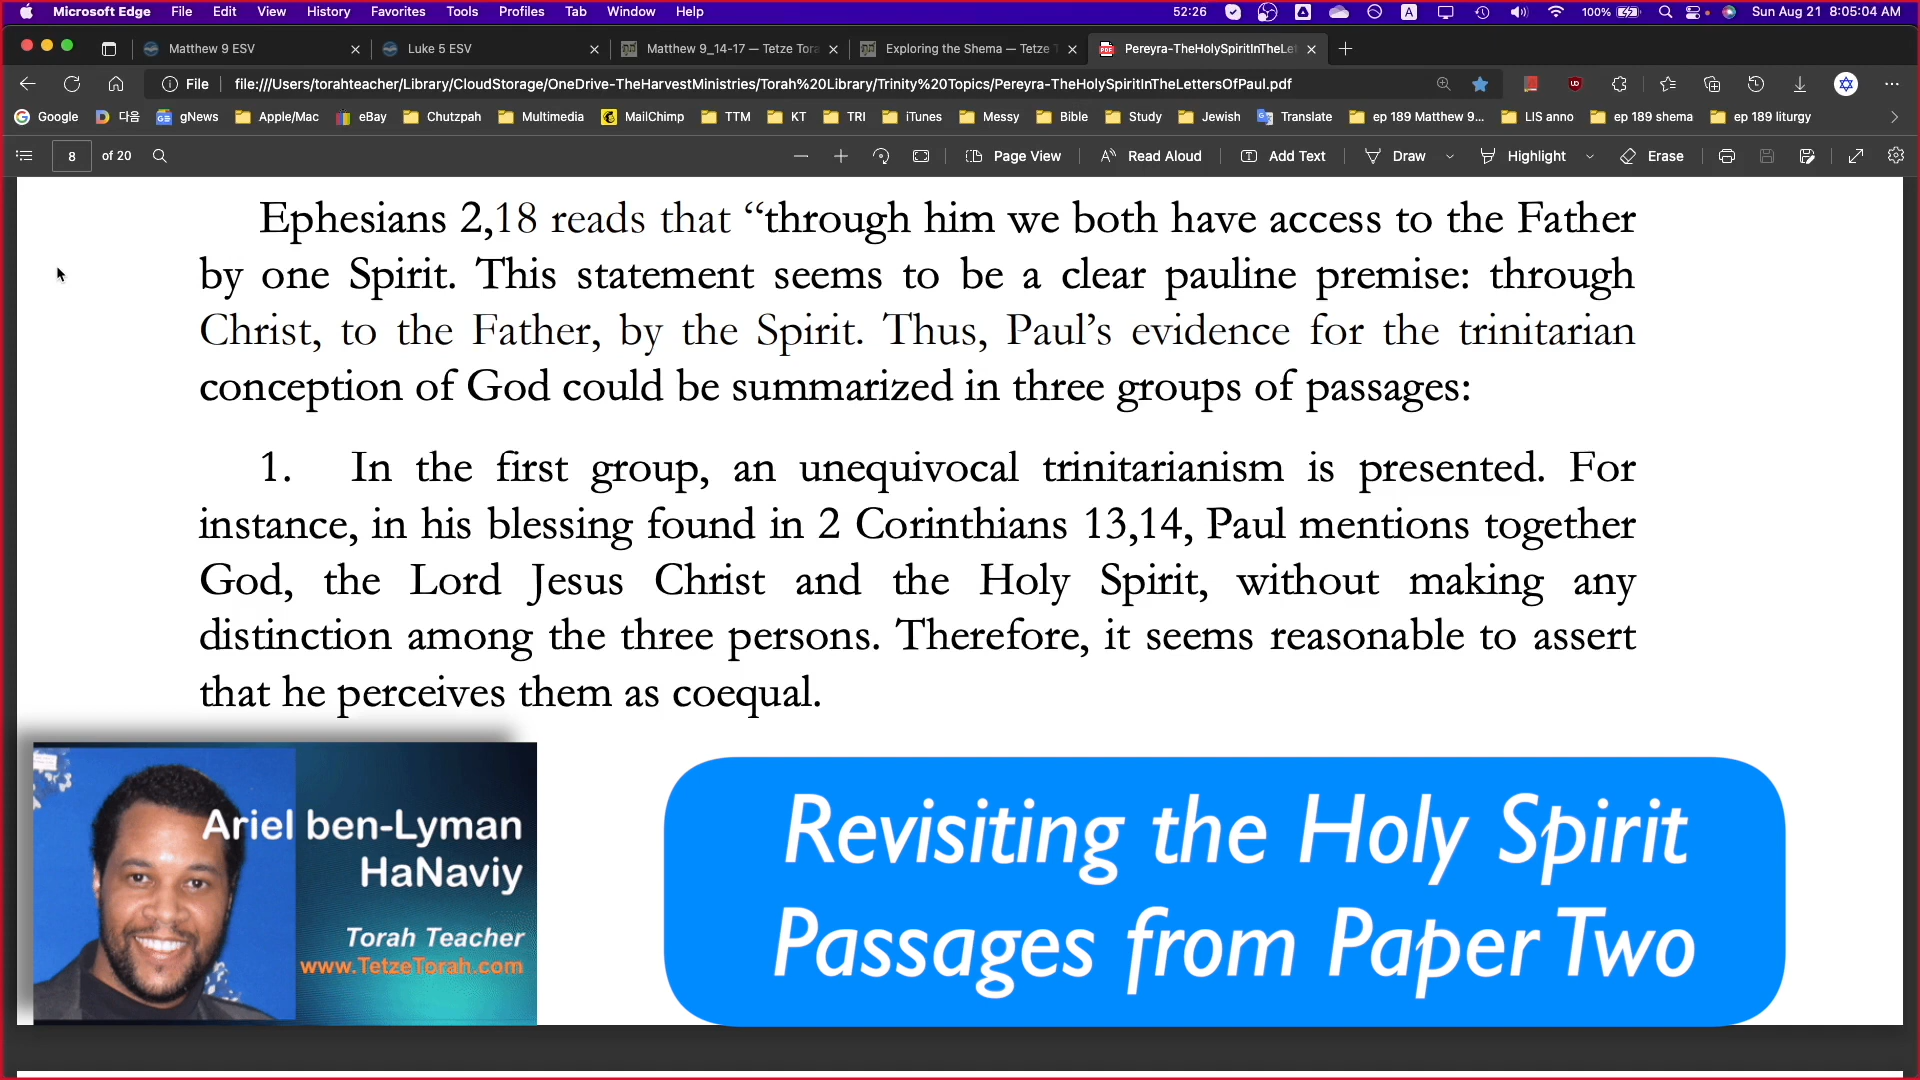 Microsoft Edge File Edit View History Favorites Tools Profiles Tab Window Help 52:26 A 100% Sun Aug 21 8:05:04 AM
Matthew 9 ESV Luke 5 ESV Matthew 9_14-17 — Tetze Tora Exploring the Shema — Tetze T Pereyra-TheHolySpiritInTheLet
File file:///Users/torahteacher/Library/CloudStorage/OneDrive-TheHarvestMinistries/Torah%20Library/Trinity%20Topics/Pereyra-TheHolySpiritInTheLettersOfPaul.pdf
Google 다음 gNews Apple/Mac eBay Chutzpah Multimedia MailChimp TTM KT TRI iTunes Messy Bible Study Jewish Translate ep 189 Matthew 9... LIS anno ep 189 shema ep 189 liturgy
8 of 20 Page View Read Aloud Add Text Draw Highlight Erase
Ephesians 2,18 reads that “through him we both have access to the Father
by one Spirit. This statement seems to be a clear pauline premise: through
Christ, to the Father, by the Spirit. Thus, Paul’s evidence for the trinitarian
conception of God could be summarized in three groups of passages:
1. In the first group, an unequivocal trinitarianism is presented. For
instance, in his blessing found in 2 Corinthians 13,14, Paul mentions together
God, the Lord Jesus Christ and the Holy Spirit, without making any
distinction among the three persons. Therefore, it seems reasonable to assert
that he perceives them as coequal.
Ariel ben-Lyman
HaNaviy
Torah Teacher
www.TetzeTorah.com
Revisiting the Holy Spirit
Passages from Paper Two